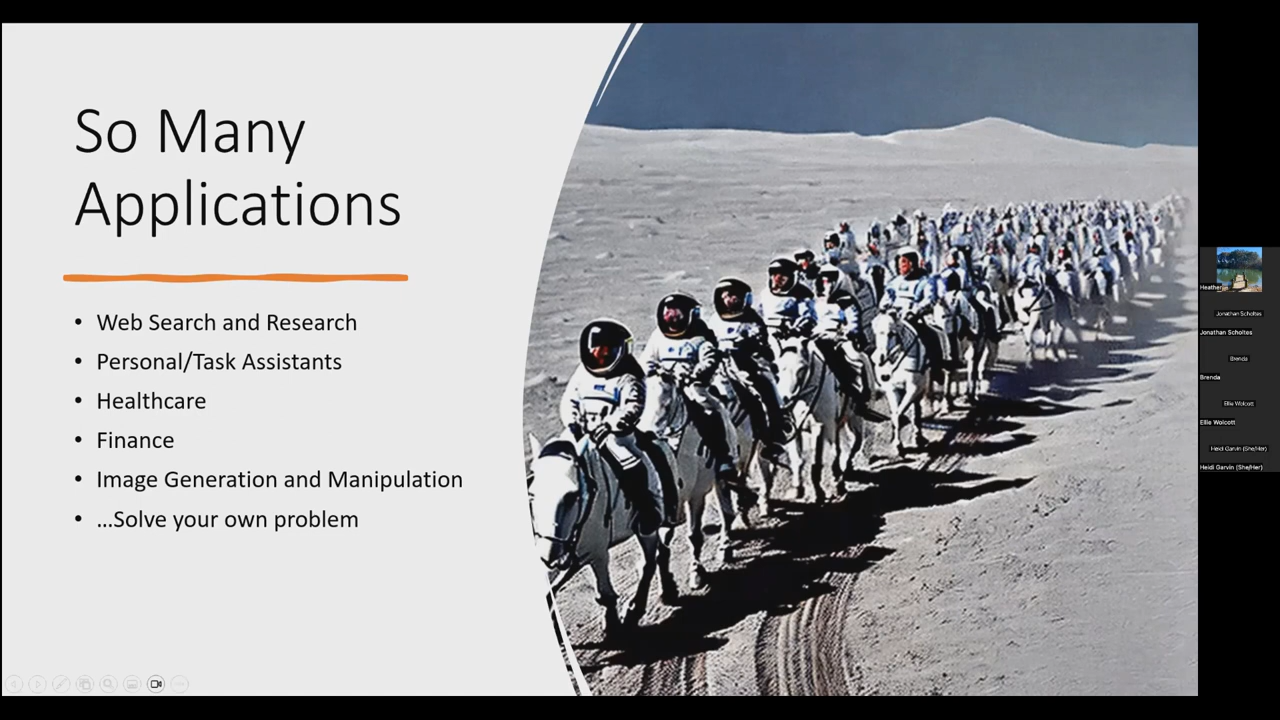 So Many
Applications
• Web Search and Research
• Personal/Task Assistants
• Healthcare
• Finance
• Image Generation and Manipulation
• ...Solve your own problem
Heather
Jonathan Scholtes
Jonathan Scholtes
Brenda
Brenda
Ellie Wolcott
Ellie Wolcott
Heidi Garvin (She/Her)
Heidi Garvin (She/Her)